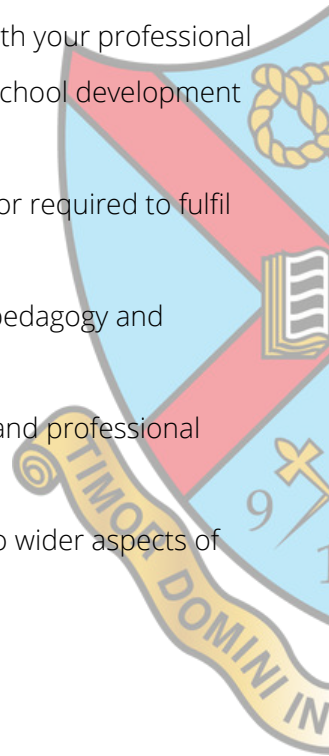 th your professional
chool development
or required to fulfil
pedagogy and
and professional
o wider aspects of
9
1
TIMOR DOMINI IN